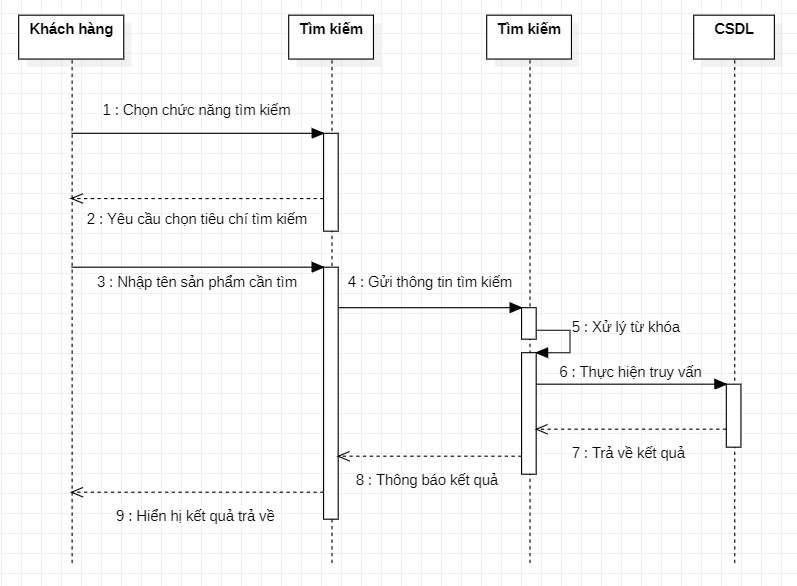 Khách hàng
Tìm kiếm
Tìm kiếm
CSDL
1 : Chọn chức năng tìm kiếm
2 : Yêu cầu chọn tiêu chí tìm kiếm
3 : Nhập tên sản phẩm cần tìm
4 : Gửi thông tin tìm kiếm
5 : Xử lý từ khóa
6 : Thực hiện truy vấn
7 : Trả về kết quả
8 : Thông báo kết quả
9 : Hiển hị kết quả trả về